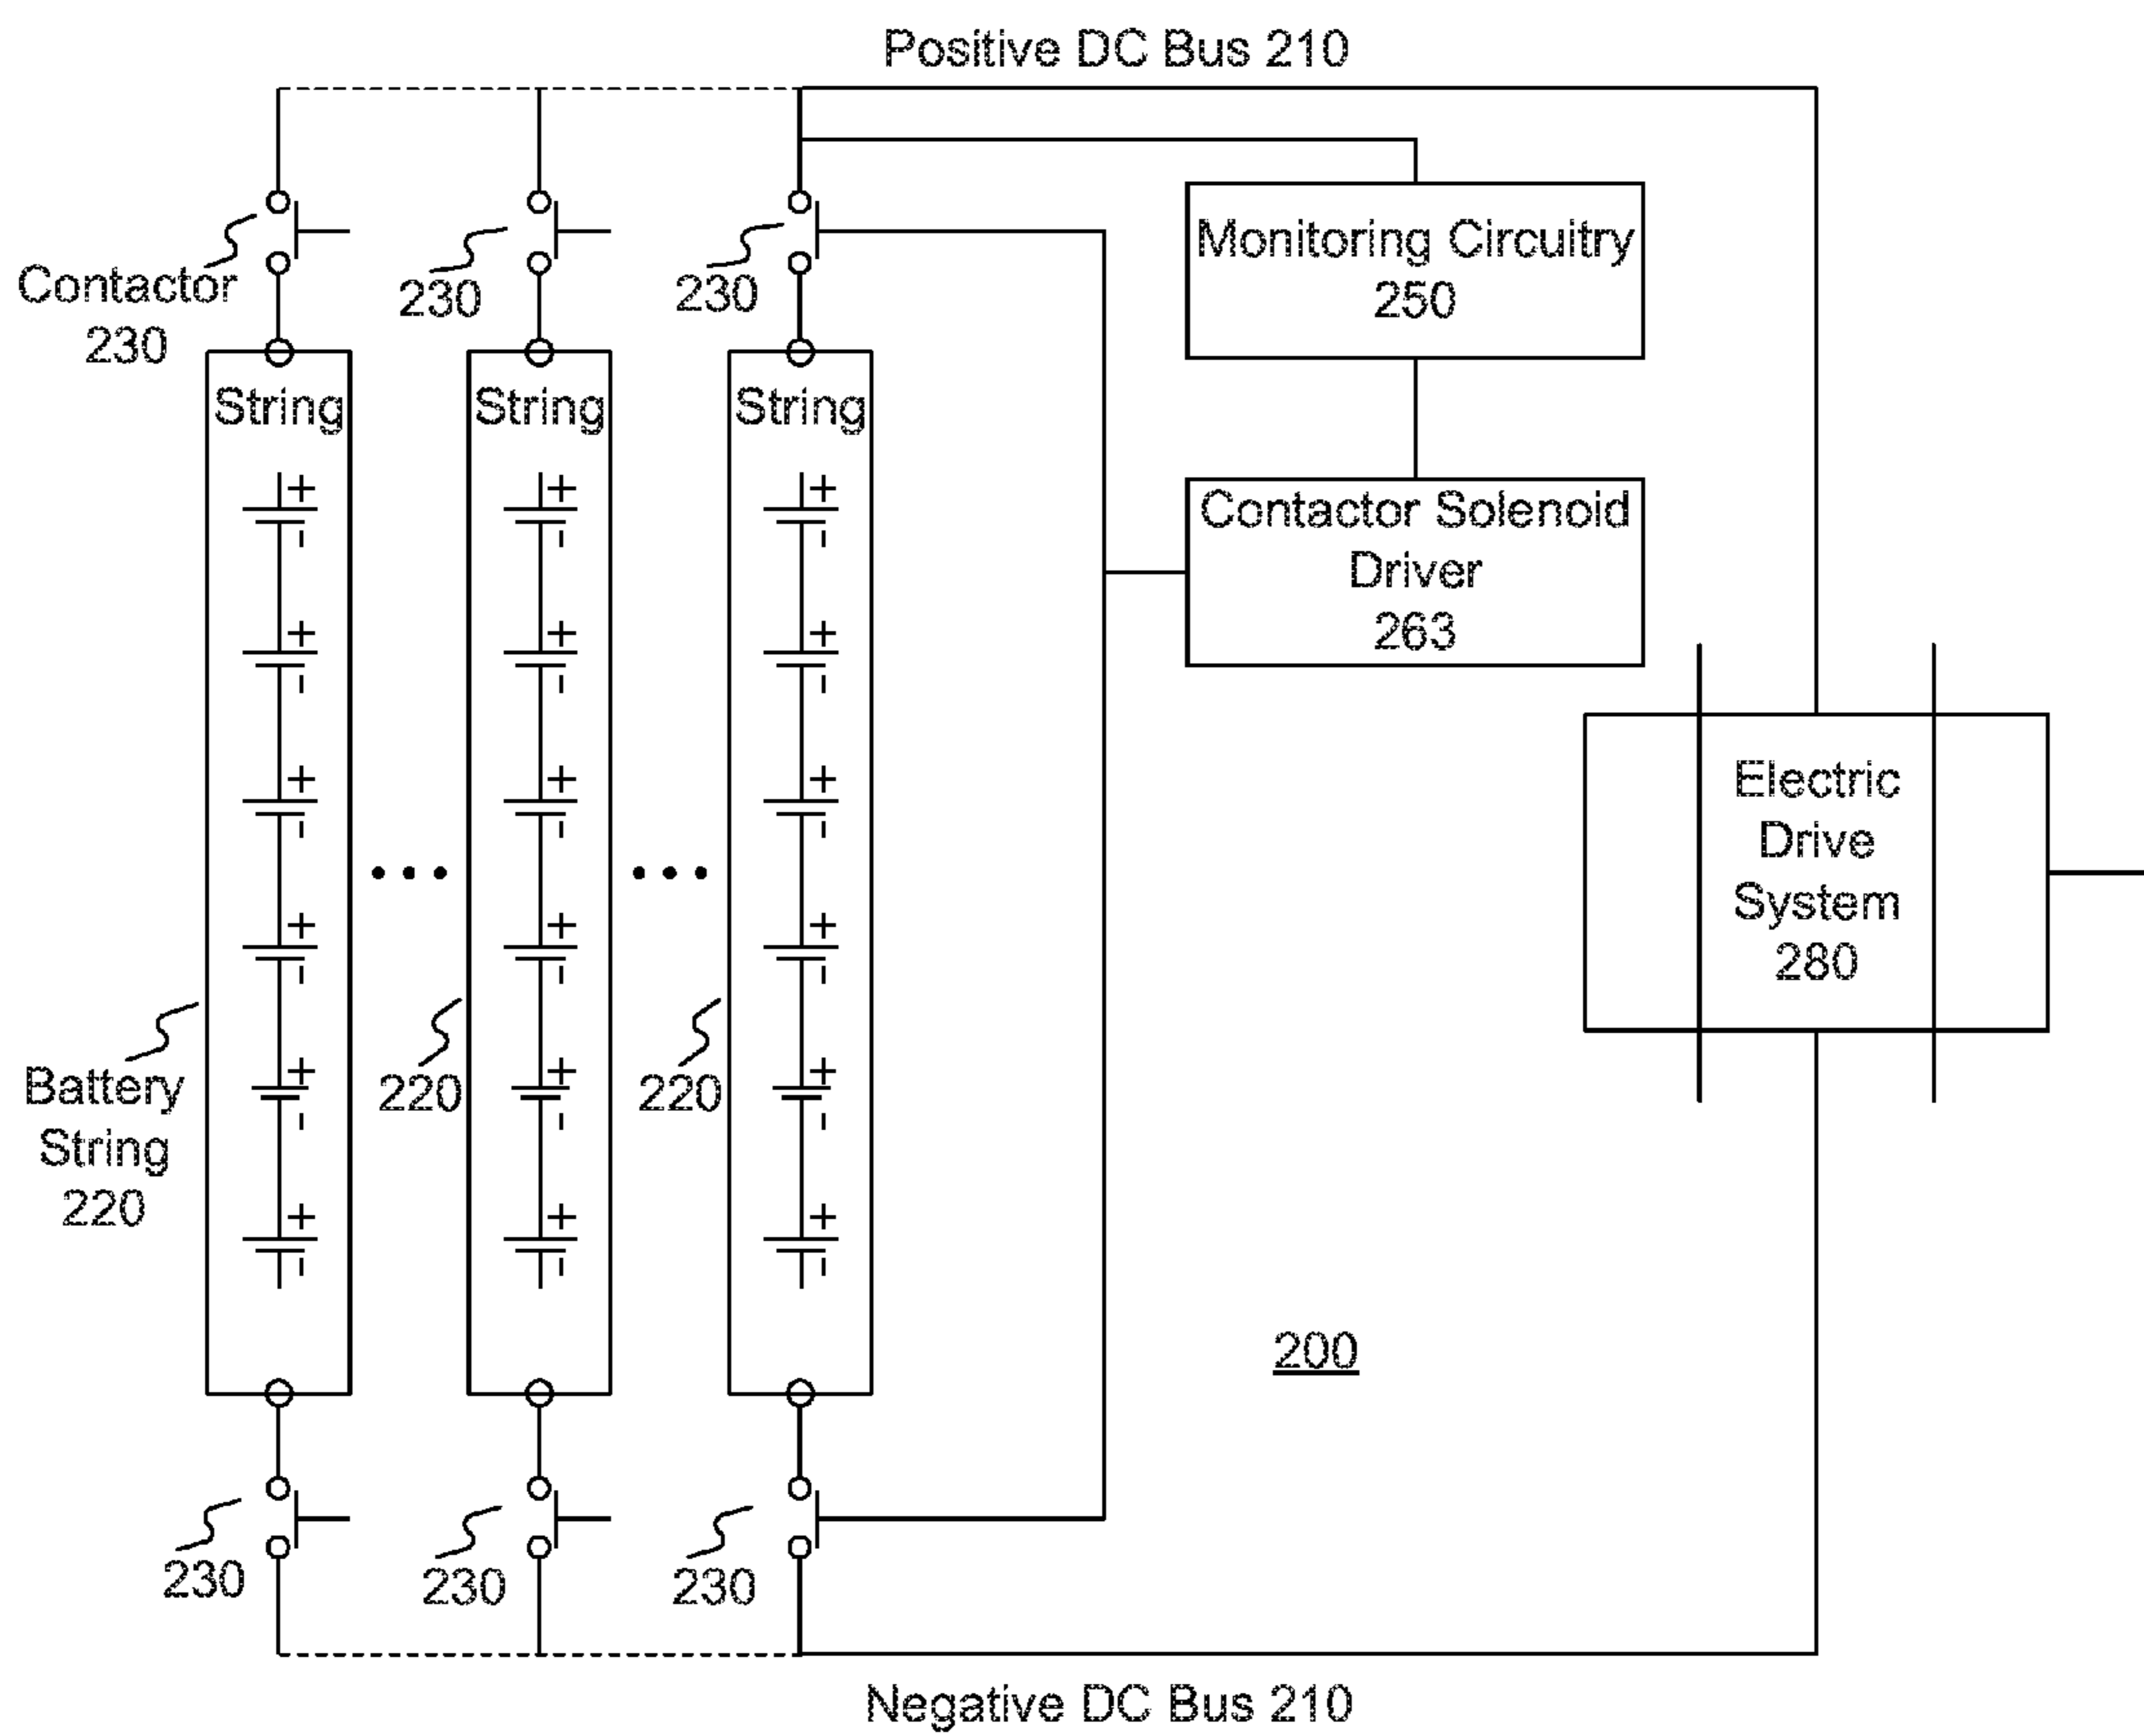 Positive DC Bus 210
Contactor
230
230
230
Monitoring Circuitry
250
String
String
String
Contactor Solenoid
Driver
263
Electric
Drive
System
280
Battery
String
220
220
220
200
230
230
230
Negative DC Bus 210